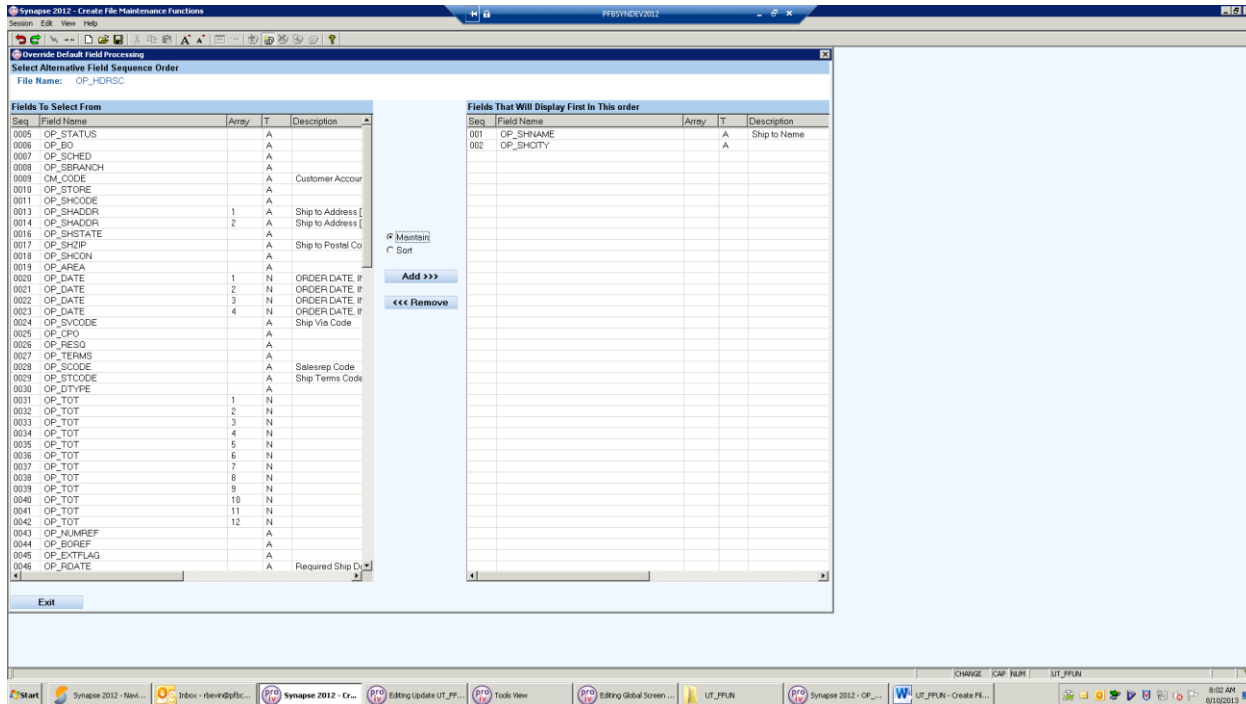 Synapse 2012 - Create File Maintenance Functions
PFBSYNDEV2012
Session Edit View Help
Override Default Field Processing
Select Alternative Field Sequence Order
File Name: OP_HDRSC
Fields To Select From
Seq Field Name Array T Description
0005 OP_STATUS A
0006 OP_BO A
0007 OP_SCHED A
0008 OP_SBRANCH A
0009 CM_CODE A Customer Accour
0010 OP_STORE A
0011 OP_SHCODE A
0013 OP_SHADDR 1 A Ship to Address [
0014 OP_SHADDR 2 A Ship to Address [
0016 OP_SHSTATE A
0017 OP_SHZIP A Ship to Postal Co
0018 OP_SHCON A
0019 OP_AREA A
0020 OP_DATE 1 N ORDER DATE, I
0021 OP_DATE 2 N ORDER DATE, I
0022 OP_DATE 3 N ORDER DATE, I
0023 OP_DATE 4 N ORDER DATE, I
0024 OP_SVCODE A Ship Via Code
0025 OP_CPO A
0026 OP_RESQ A
0027 OP_TERMS A
0028 OP_SCODE A Salesrep Code
0029 OP_STCODE A Ship Terms Code
0030 OP_DTYPE A
0031 OP_TOT 1 N
0032 OP_TOT 2 N
0033 OP_TOT 3 N
0034 OP_TOT 4 N
0035 OP_TOT 5 N
0036 OP_TOT 6 N
0037 OP_TOT 7 N
0038 OP_TOT 8 N
0039 OP_TOT 9 N
0040 OP_TOT 10 N
0041 OP_TOT 11 N
0042 OP_TOT 12 N
0043 OP_NUMREF A
0044 OP_BOREF A
0045 OP_EXTFLAG A
0046 OP_RDATE A Required Ship D
Maintain
Sort
Add >>>
<<< Remove
Fields That Will Display First In This order
Seq Field Name Array T Description
001 OP_SHNAME A Ship to Name
002 OP_SHCITY A
Exit
CHANGE CAP NUM UT_FFUN
Start
Synapse 2012 - Navi...
Inbox - rbevin@pfbc...
Synapse 2012 - Cr...
Editing Update UT_FF...
Tools View
Editing Global Screen ...
UT_FFUN
Synapse 2012 - OP_...
UT_FFUN - Create Fil...
8:02 AM
6/10/2013